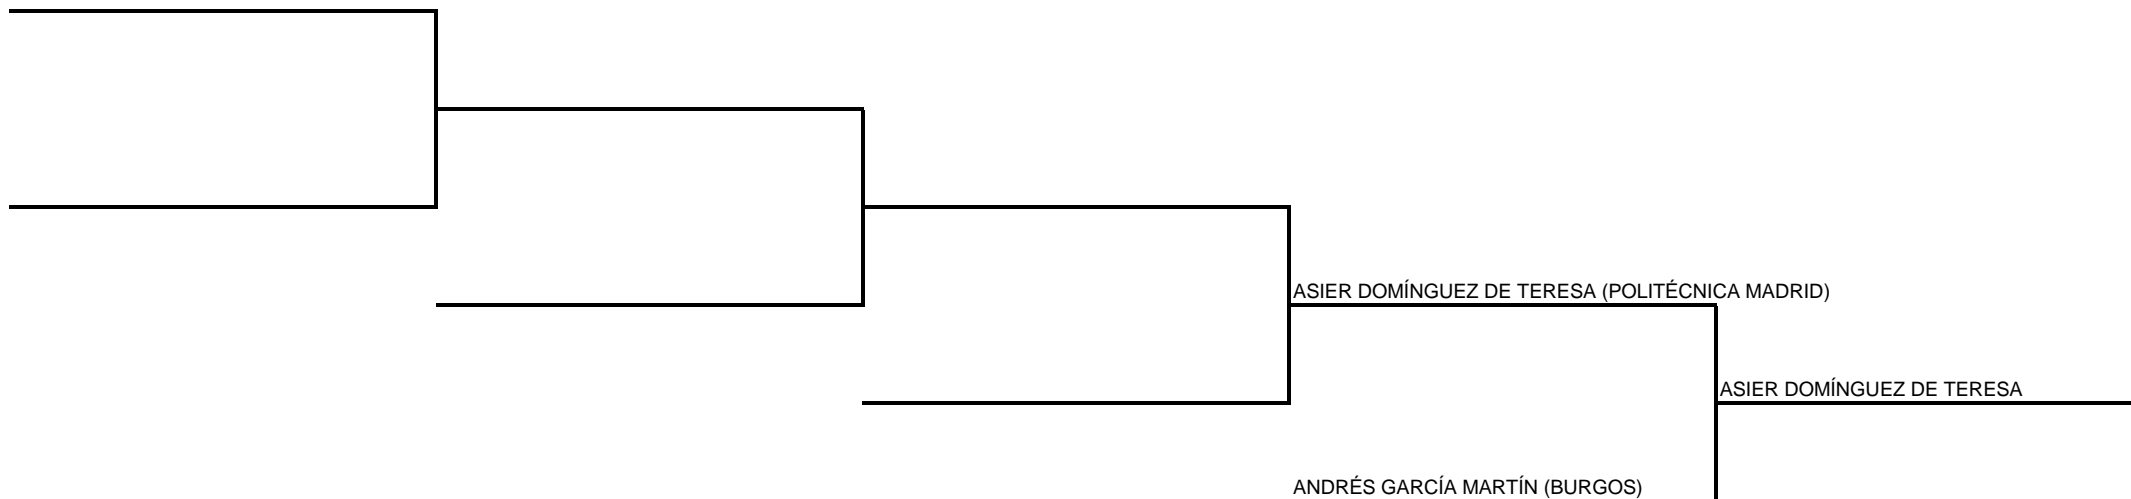 ASIER DOMÍNGUEZ DE TERESA (POLITÉCNICA MADRID)
ASIER DOMÍNGUEZ DE TERESA
ANDRÉS GARCÍA MARTÍN (BURGOS)